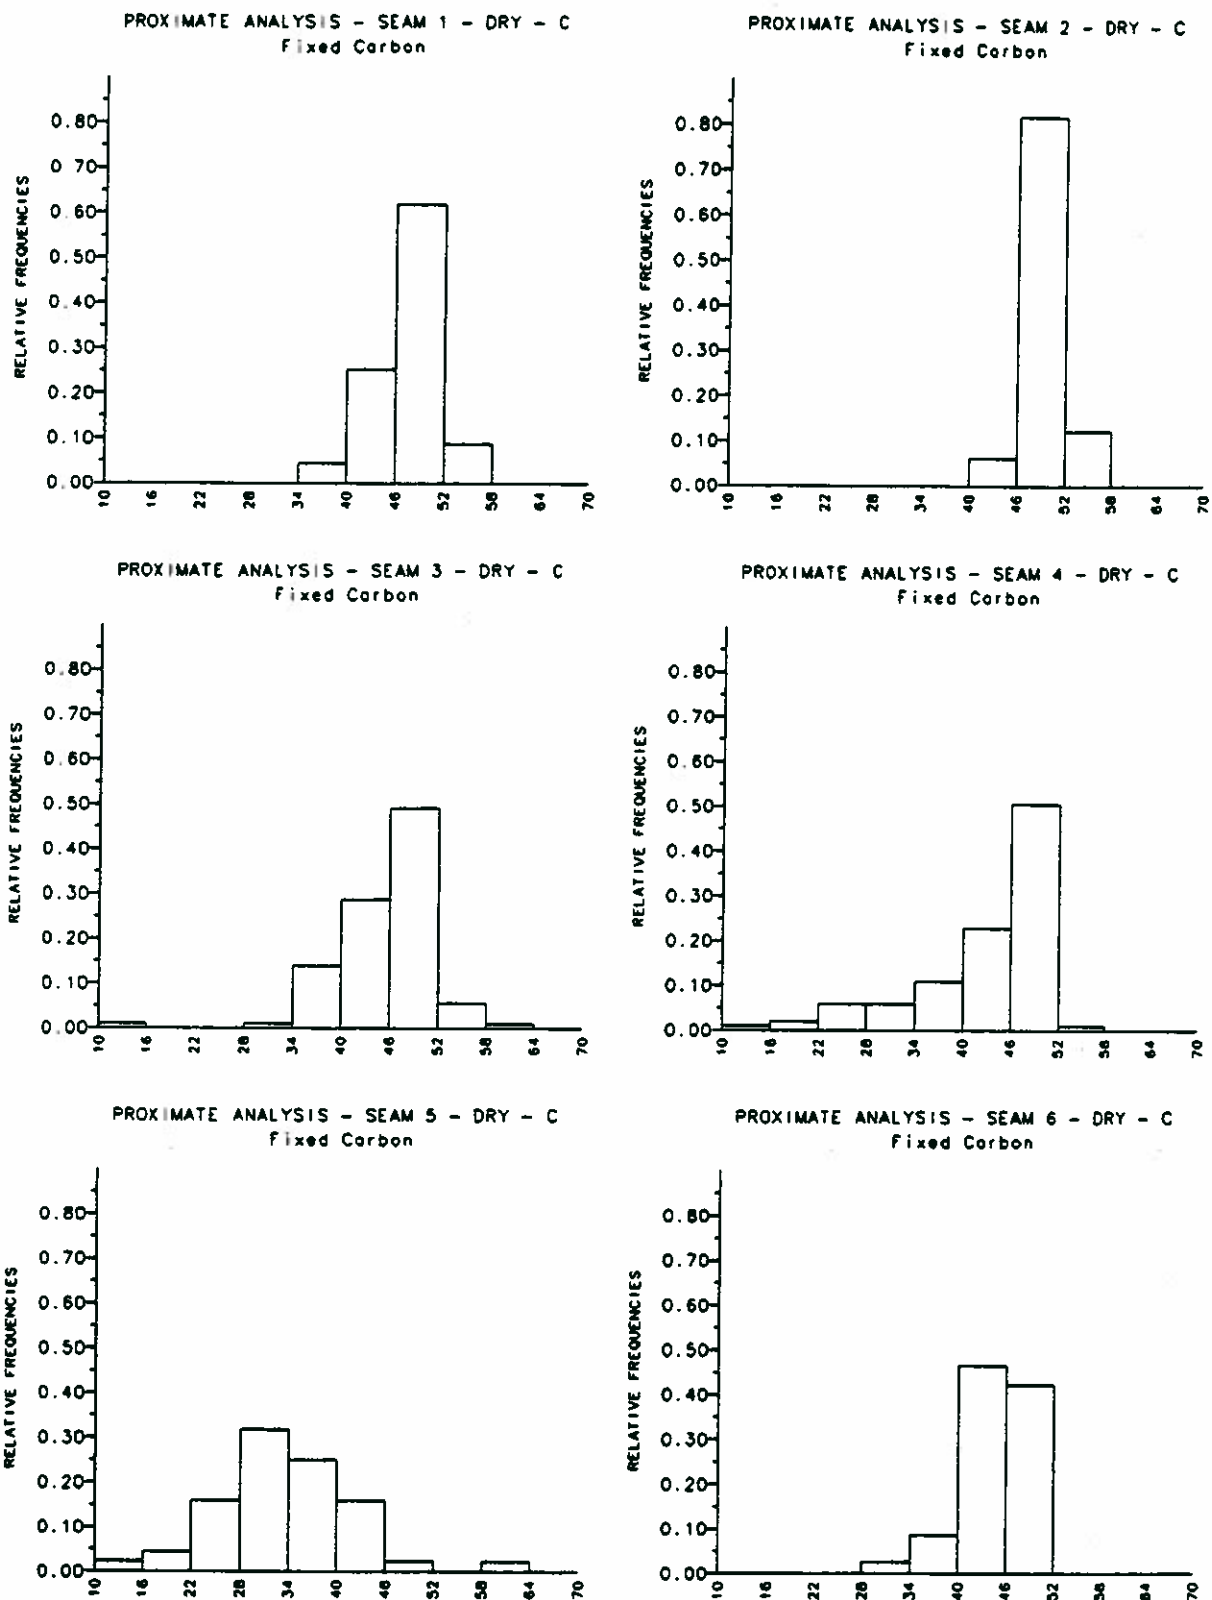 PROXIMATE ANALYSIS - SEAM 1 - DRY - C
Fixed Carbon
RELATIVE FREQUENCIES
0.80
0.70
0.60
0.50
0.40
0.30
0.20
0.10
0.00
10 16 22 28 34 40 46 52 58 64 70
PROXIMATE ANALYSIS - SEAM 2 - DRY - C
Fixed Carbon
RELATIVE FREQUENCIES
0.80
0.70
0.60
0.50
0.40
0.30
0.20
0.10
0.00
10 16 22 28 34 40 46 52 58 64 70
PROXIMATE ANALYSIS - SEAM 3 - DRY - C
Fixed Carbon
RELATIVE FREQUENCIES
0.80
0.70
0.60
0.50
0.40
0.30
0.20
0.10
0.00
10 16 22 28 34 40 46 52 58 64 70
PROXIMATE ANALYSIS - SEAM 4 - DRY - C
Fixed Carbon
RELATIVE FREQUENCIES
0.80
0.70
0.60
0.50
0.40
0.30
0.20
0.10
0.00
10 16 22 28 34 40 46 52 58 64 70
PROXIMATE ANALYSIS - SEAM 5 - DRY - C
Fixed Carbon
RELATIVE FREQUENCIES
0.80
0.70
0.60
0.50
0.40
0.30
0.20
0.10
0.00
10 16 22 28 34 40 46 52 58 64 70
PROXIMATE ANALYSIS - SEAM 6 - DRY - C
Fixed Carbon
RELATIVE FREQUENCIES
0.80
0.70
0.60
0.50
0.40
0.30
0.20
0.10
0.00
10 16 22 28 34 40 46 52 58 64 70